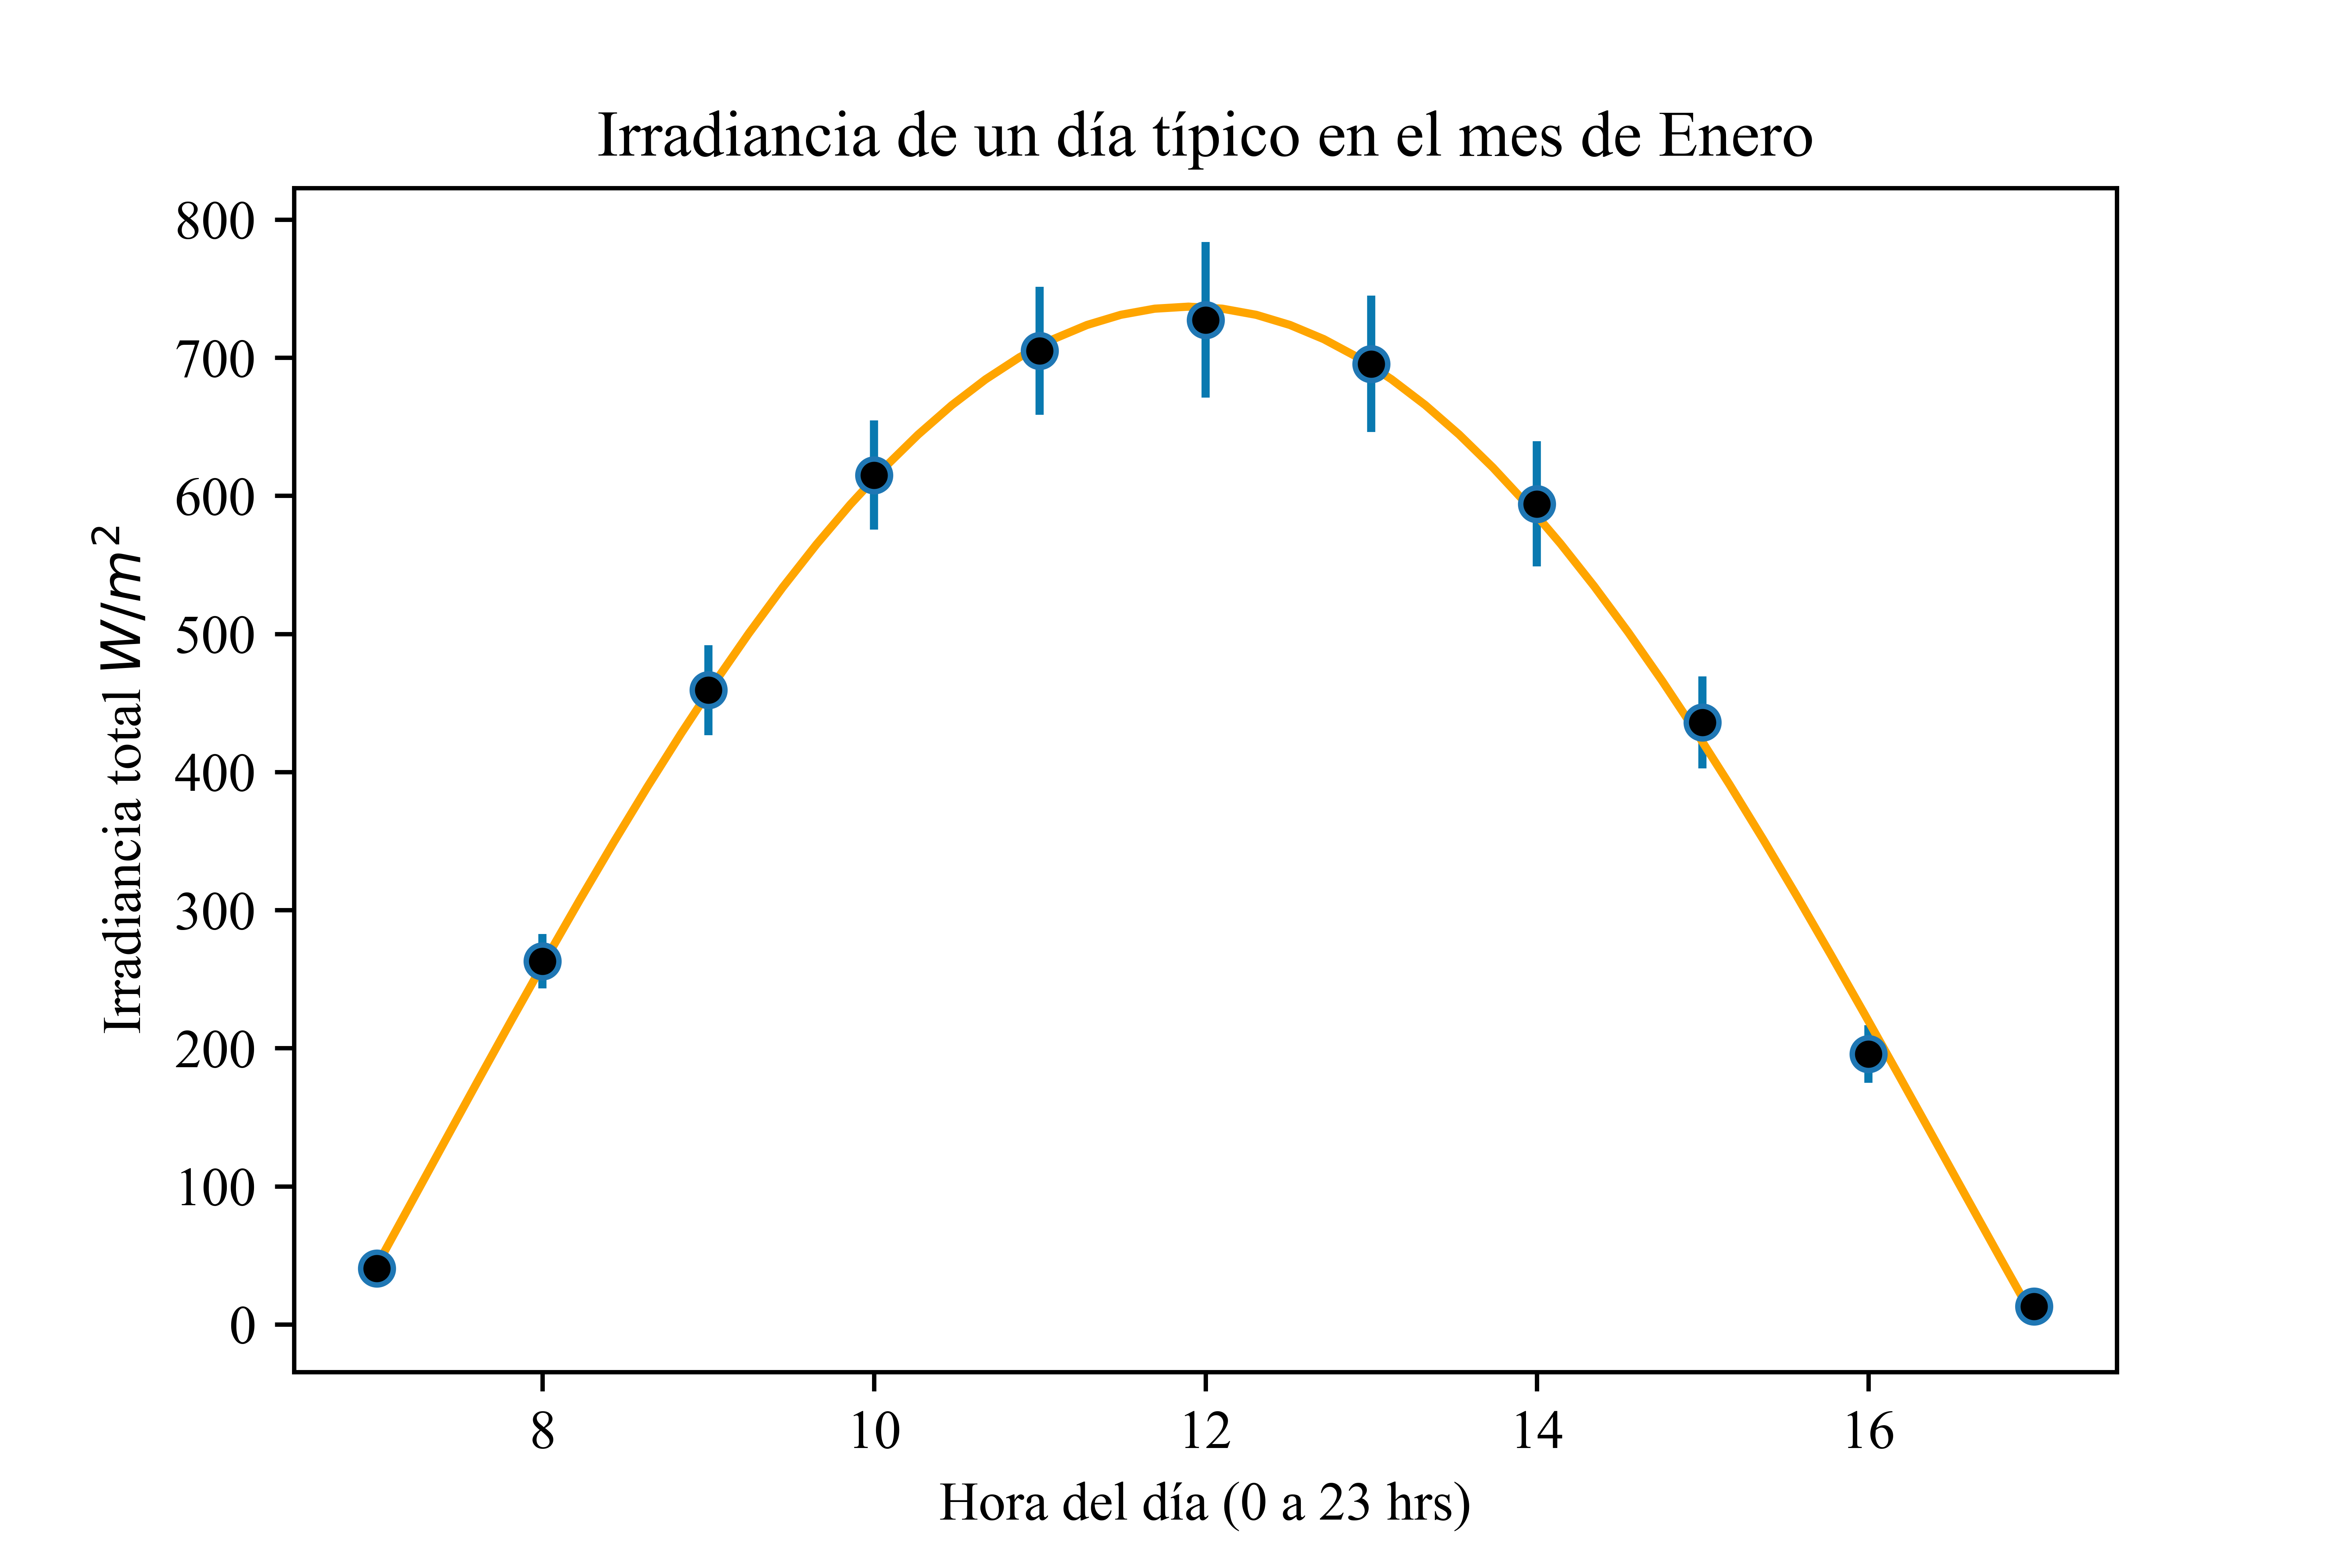 Irradiancia de un día típico en el mes de Enero
Irradiancia total W/m²
800
700
600
500
400
300
200
100
0
8 10 12 14 16
Hora del día (0 a 23 hrs)